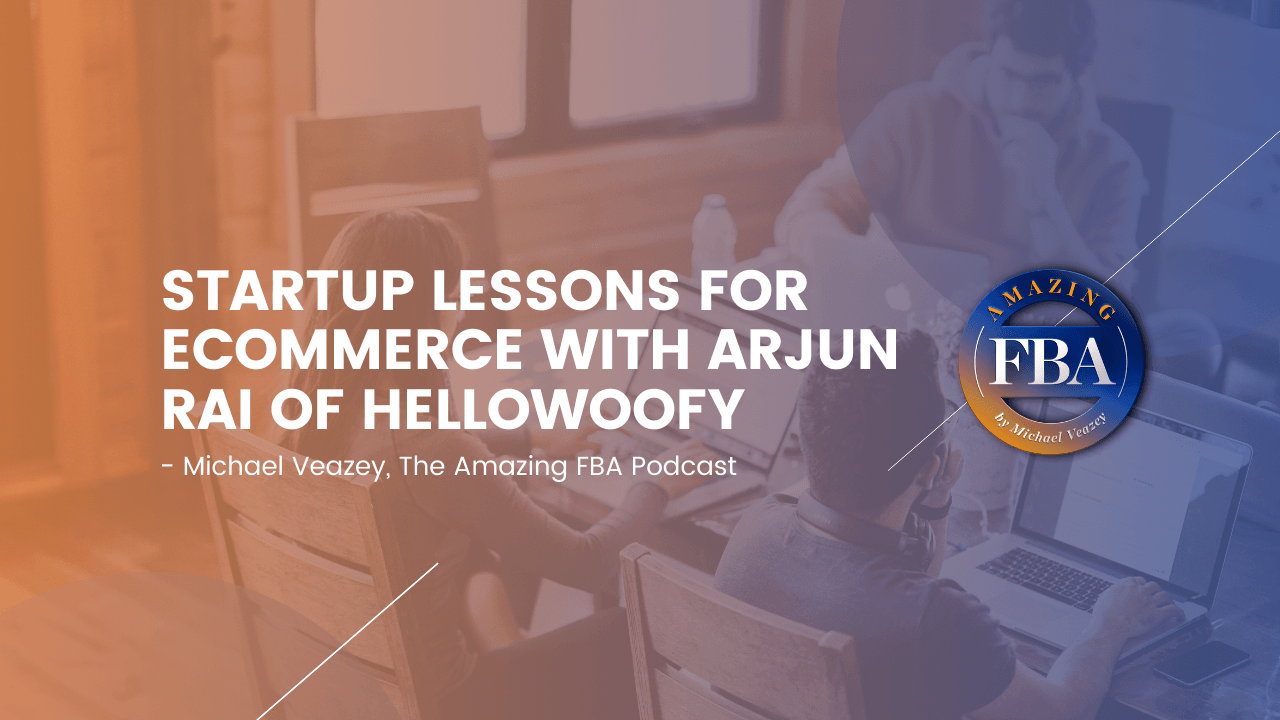 STARTUP LESSONS FOR
ECOMMERCE WITH ARJUN
RAI OF HELLOWOOFY
- Michael Veazey, The Amazing FBA Podcast
AMAZING
FBA
by Michael Veazey